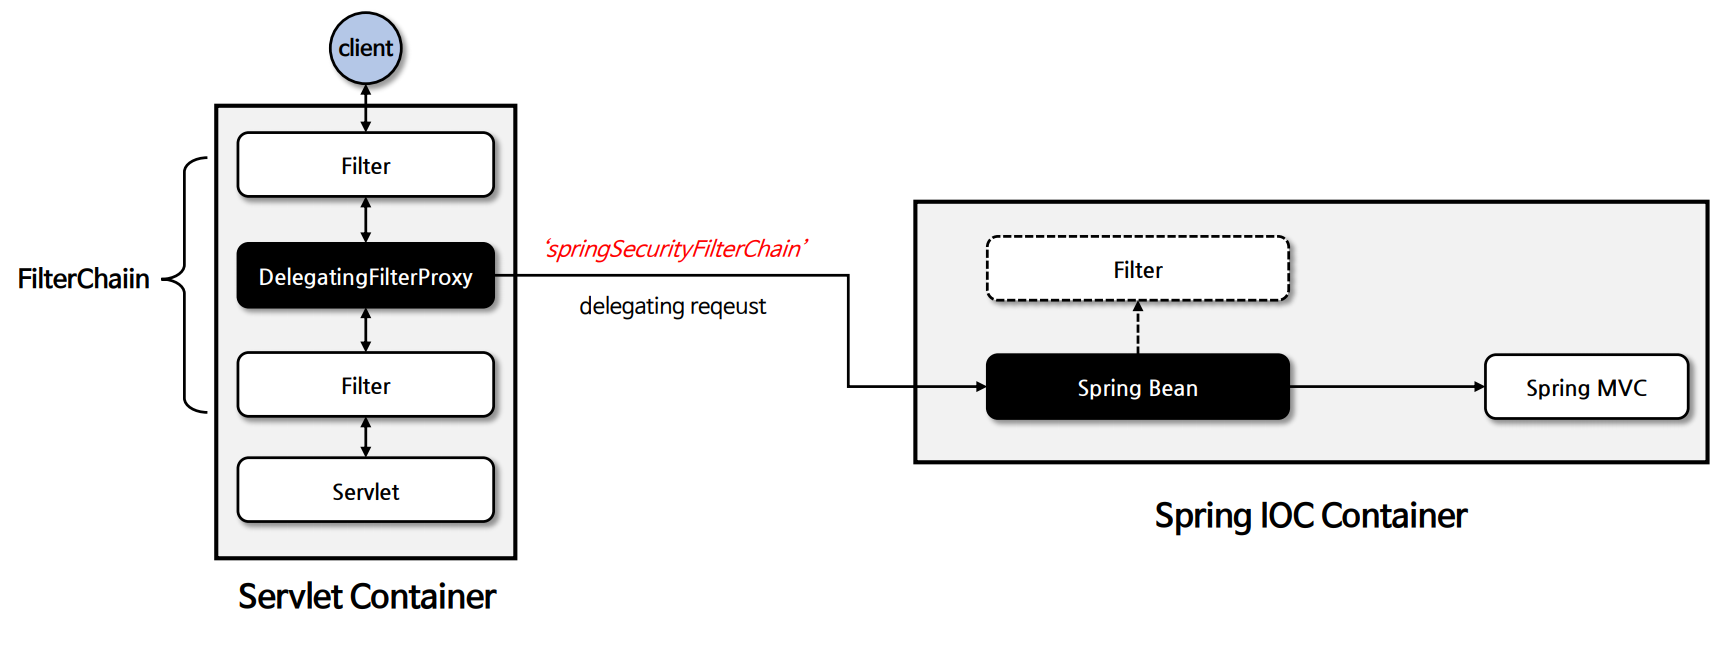 client
Filter
DelegatingFilterProxy
Filter
Servlet
FilterChaiin
Servlet Container
‘springSecurityFilterChain’
delegating reqeust
Filter
Spring Bean
Spring MVC
Spring IOC Container